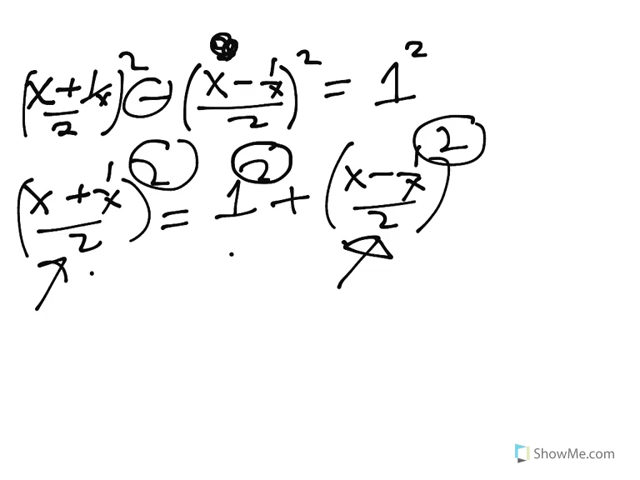 ((x + 1/x)/2)² − ((x − 1/x)/2)² = 1²
((x + 1/x)/2)² = 1² + ((x − 1/x)/2)²
ShowMe.com